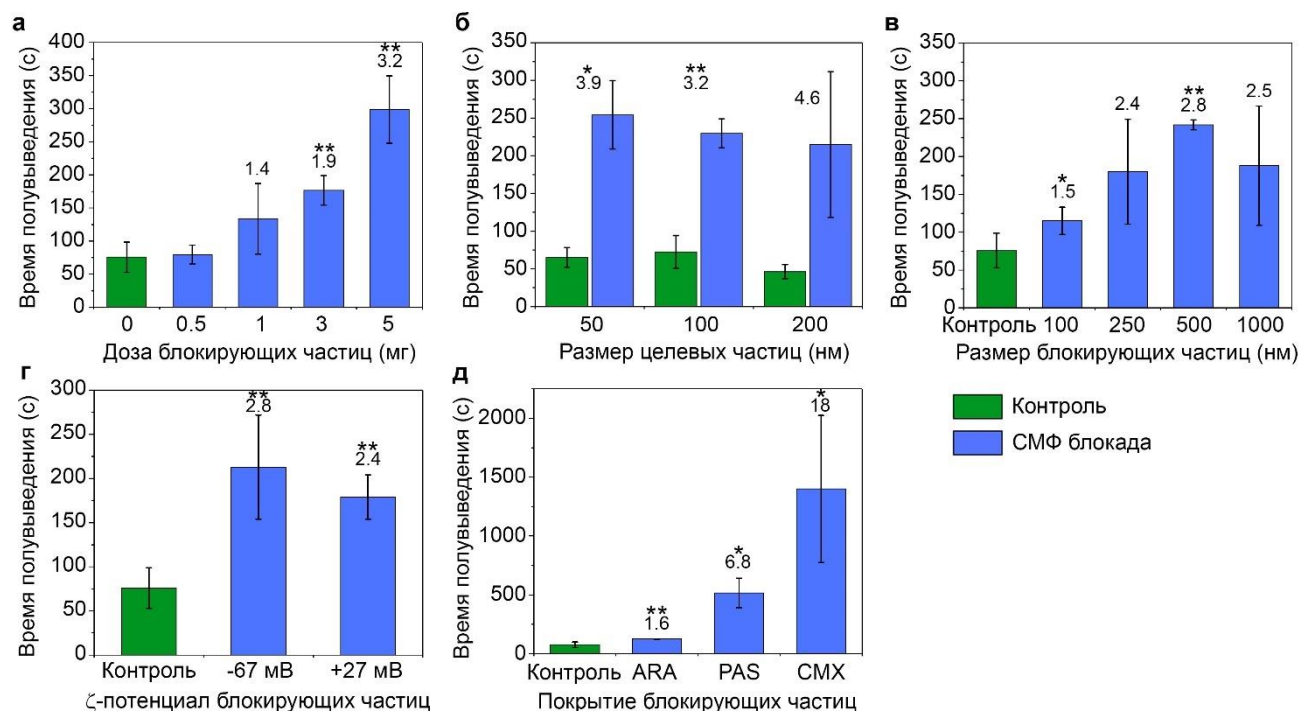 а
Время полувыведения (с)
400
350
300
250
200
150
100
50
0
1.4
**
1.9
**
3.2
0 0.5 1 3 5
Доза блокирующих частиц (мг)
б
Время полувыведения (с)
350
300
250
200
150
100
50
0
*
3.9
**
3.2
4.6
50 100 200
Размер целевых частиц (нм)
в
Время полувыведения (с)
350
300
250
200
150
100
50
0
*
1.5
2.4
**
2.8
2.5
Контроль 100 250 500 1000
Размер блокирующих частиц (нм)
г
Время полувыведения (с)
300
250
200
150
100
50
0
**
2.8
**
2.4
Контроль -67 мВ +27 мВ
ζ-потенциал блокирующих частиц
д
Время полувыведения (с)
2000
1500
1000
500
0
**
1.6
*
6.8
*
18
Контроль ARA PAS CMX
Покрытие блокирующих частиц
Контроль
СМФ блокада